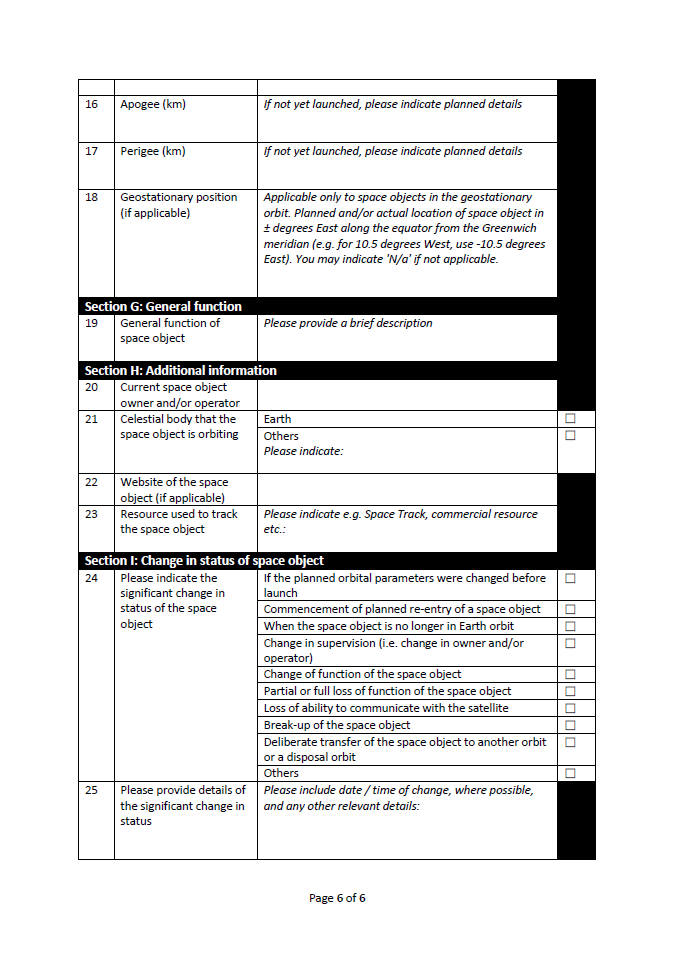 16 Apogee (km) If not yet launched, please indicate planned details
17 Perigee (km) If not yet launched, please indicate planned details
18 Geostationary position Applicable only to space objects in the geostationary
(if applicable) orbit. Planned and/or actual location of space object in
± degrees East along the equator from the Greenwich
meridian (e.g. for 10.5 degrees West, use -10.5 degrees
East). You may indicate 'N/a' if not applicable.
Section G: General function
19 General function of Please provide a brief description
space object
Section H: Additional information
20 Current space object
owner and/or operator
21 Celestial body that the Earth ☐
space object is orbiting Others ☐
Please indicate:
22 Website of the space
object (if applicable)
23 Resource used to track Please indicate e.g. Space Track, commercial resource
the space object etc.:
Section I: Change in status of space object
24 Please indicate the If the planned orbital parameters were changed before ☐
significant change in launch
status of the space Commencement of planned re-entry of a space object ☐
object When the space object is no longer in Earth orbit ☐
Change in supervision (i.e. change in owner and/or ☐
operator)
Change of function of the space object ☐
Partial or full loss of function of the space object ☐
Loss of ability to communicate with the satellite ☐
Break-up of the space object ☐
Deliberate transfer of the space object to another orbit ☐
or a disposal orbit
Others ☐
25 Please provide details of Please include date / time of change, where possible,
the significant change in and any other relevant details:
status
Page 6 of 6